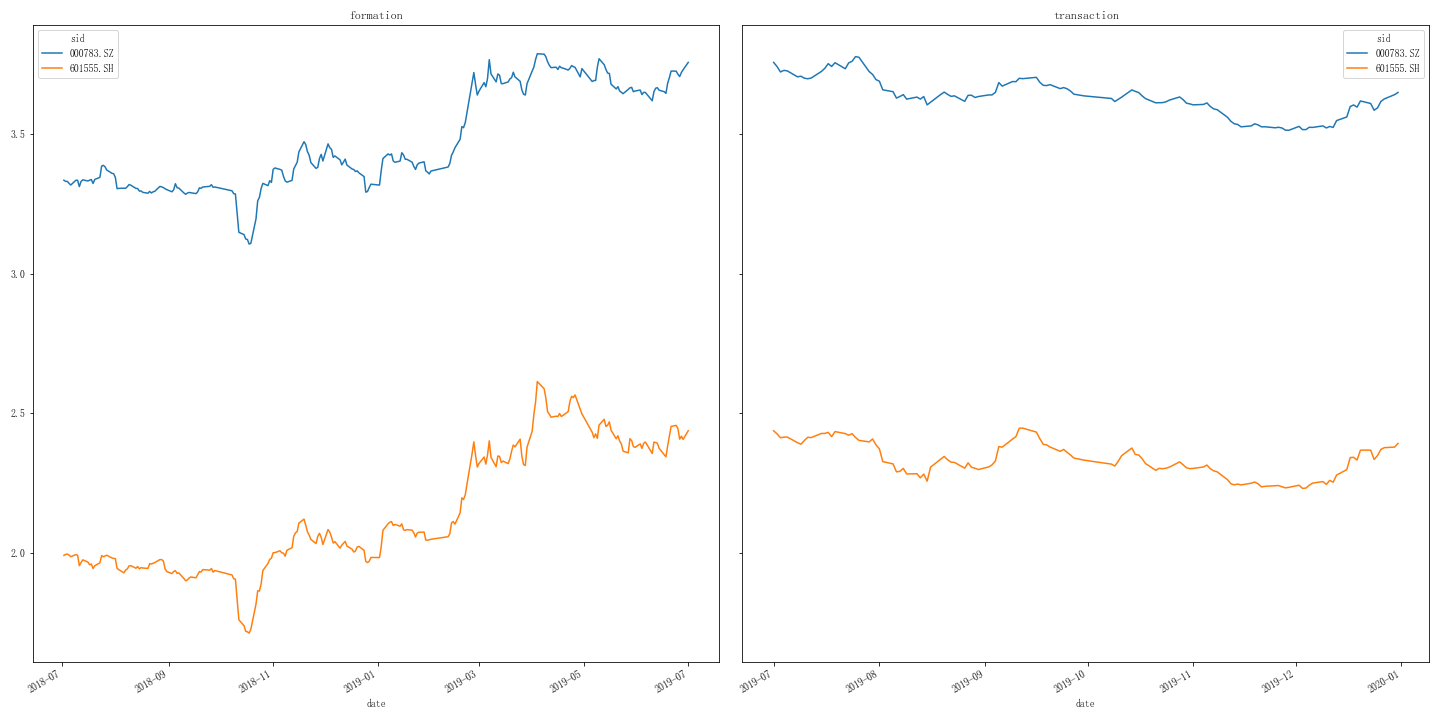 formation
sid
000783.SZ
601555.SH
3.5
3.0
2.5
2.0
2018-07
2018-09
2018-11
2019-01
2019-03
2019-05
2019-07
date
transaction
sid
000783.SZ
601555.SH
2019-07
2019-08
2019-09
2019-10
2019-11
2019-12
2020-01
date